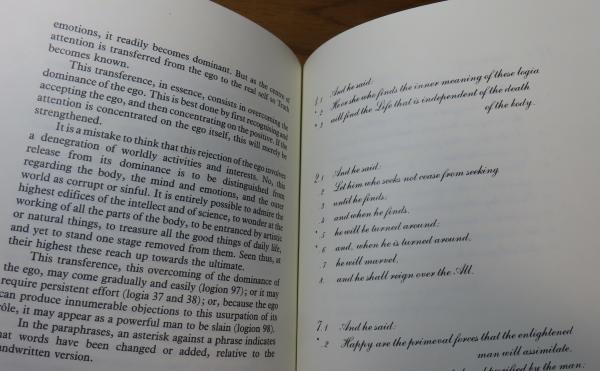 emotions, it readily becomes dominant. But as the centre of
attention is transferred from the ego to the real self, so Truth
becomes known.
This transference, in essence, consists in overcoming the
dominance of the ego. This is best done by first recognising and
accepting the ego, and then concentrating on the positive. If the
attention is concentrated on the ego itself, this will merely be
strengthened.
It is a mistake to think that this rejection of the ego involves
a denegration of worldly activities and interests. No, this
release from its dominance is to be distinguished from
regarding the body, the mind and emotions, and the outer
world as corrupt or sinful. It is entirely possible to admire the
highest edifices of the intellect and of science, to wonder at the
working of all the parts of the body, to be entranced by artistic
or natural things, to treasure all the good things of daily life,
and yet to stand one stage removed from them. Seen thus, at
their highest these reach up towards the ultimate.
This transference, this overcoming of the dominance of
the ego, may come gradually and easily (logion 97); or it may
require persistent effort (logia 37 and 38); or, because the ego
can produce innumerable objections to this usurpation of its
rôle, it may appear as a powerful man to be slain (logion 98).
In the paraphrases, an asterisk against a phrase indicates
that words have been changed or added, relative to the
handwritten version.
1.1 And he said:
* 2 He or she who finds the inner meaning of these logia
* 3 will find the Life that is independent of the death
of the body.
2.1 And he said:
.2 Let him who seeks not cease from seeking
.3 until he finds,
.4 and when he finds,
.5 he will be turned around;
* 6 and, when he is turned around,
.7 he will marvel,
.8 and he shall reign over the All.
7.1 And he said:
* .2 Happy are the primeval forces that the enlightened
man will assimilate,
by the man;